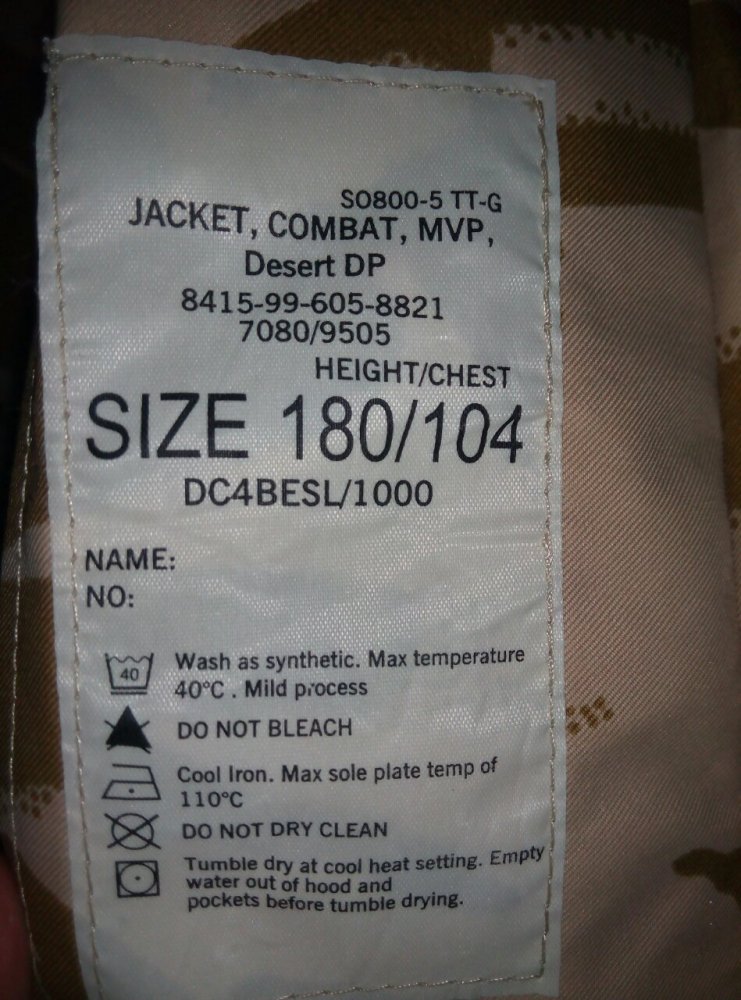 SO800-5 TT-G
JACKET, COMBAT, MVP,
Desert DP
8415-99-605-8821
7080/9505
HEIGHT/CHEST
SIZE 180/104
DC4BESL/1000
NAME:
NO:
40
Wash as synthetic. Max temperature
40°C . Mild process
DO NOT BLEACH
Cool Iron. Max sole plate temp of
110°C
DO NOT DRY CLEAN
Tumble dry at cool heat setting. Empty
water out of hood and
pockets before tumble drying.